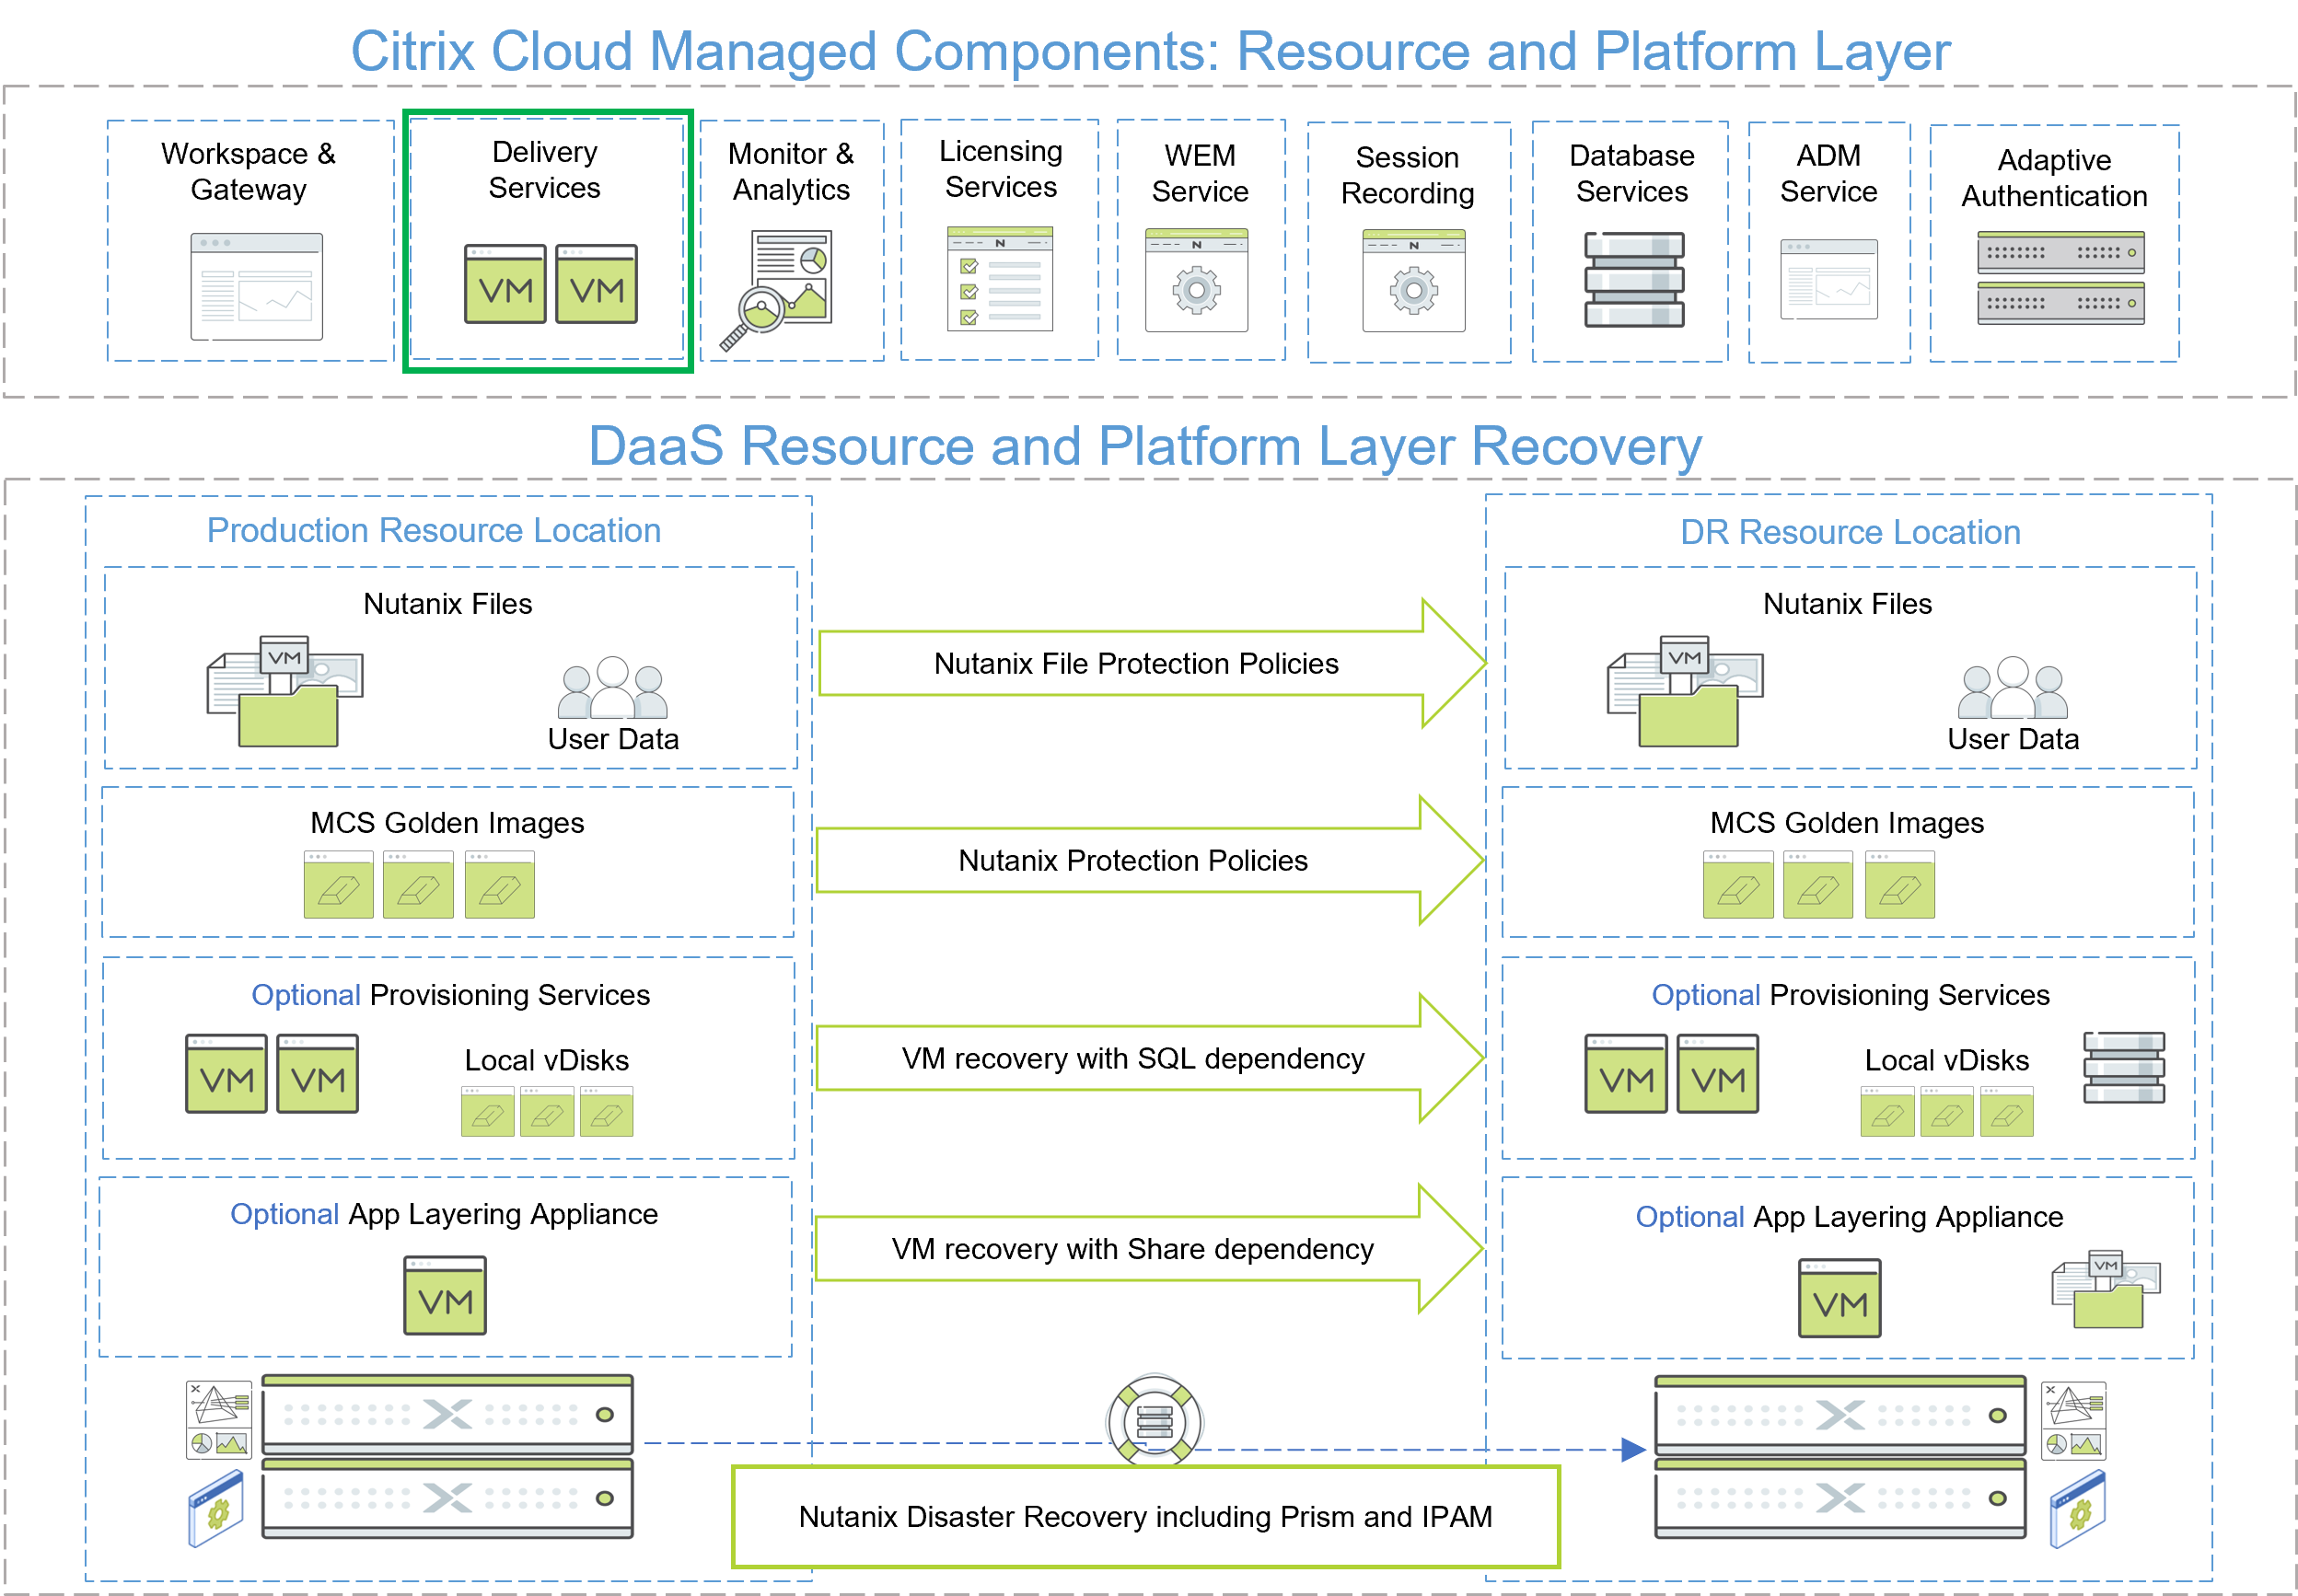 Citrix Cloud Managed Components: Resource and Platform Layer
Workspace &
Gateway
Delivery
Services
VM VM
Monitor &
Analytics
Licensing
Services
N
WEM
Service
N
Session
Recording
N
Database
Services
ADM
Service
Adaptive
Authentication
DaaS Resource and Platform Layer Recovery
Production Resource Location
Nutanix Files
VM
User Data
Nutanix File Protection Policies
DR Resource Location
Nutanix Files
VM
User Data
MCS Golden Images
Nutanix Protection Policies
MCS Golden Images
Optional Provisioning Services
VM VM
Local vDisks
VM recovery with SQL dependency
Optional Provisioning Services
VM VM
Local vDisks
Optional App Layering Appliance
VM
VM recovery with Share dependency
Optional App Layering Appliance
VM
VM
X
X
X
X
X
X
Nutanix Disaster Recovery including Prism and IPAM